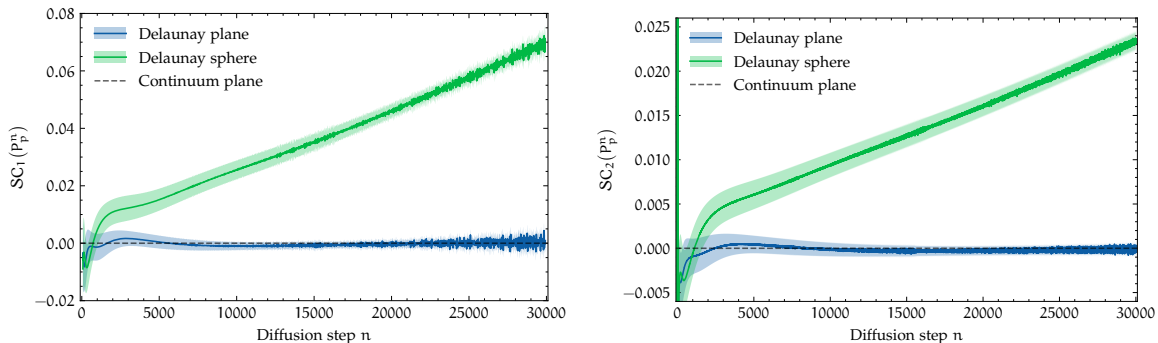 SC₁(Pₚⁿ)
0.08
0.06
0.04
0.02
0.00
−0.02
Delaunay plane
Delaunay sphere
Continuum plane
0 5000 10000 15000 20000 25000 30000
Diffusion step n
SC₂(Pₚⁿ)
0.025
0.020
0.015
0.010
0.005
0.000
−0.005
Delaunay plane
Delaunay sphere
Continuum plane
0 5000 10000 15000 20000 25000 30000
Diffusion step n